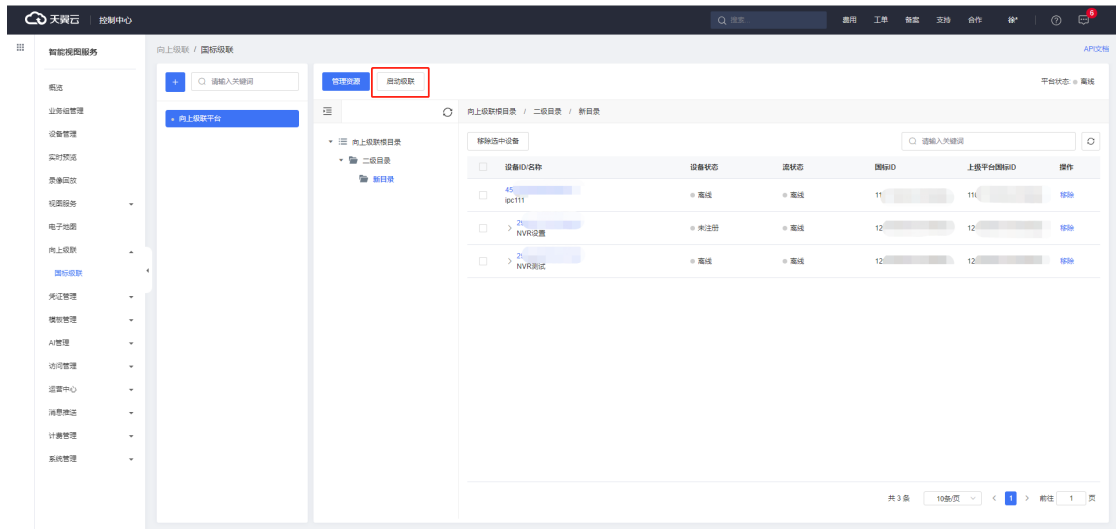 天翼云 控制中心 搜索... 费用 工单 备案 支持 合作 徐* 6
智能视图服务 向上级联 / 国标级联 API文档
概览
业务组管理
设备管理
实时预览
录像回放
视图服务
电子地图
向上级联
国标级联
凭证管理
模板管理
AI管理
访问管理
运营中心
消息推送
计费管理
系统管理
+ 请输入关键词
向上级联平台
管理资源 启动级联 平台状态: 离线
向上级联根目录 / 二级目录 / 新目录
向上级联根目录
二级目录
新目录
移除选中设备 请输入关键词
设备ID/名称 设备状态 流状态 国标ID 上级平台国标ID 操作
45
ipc111 离线 离线 11 110 移除
20
NVR设置 未注册 离线 12 12 移除
NVR测试 离线 离线 12 12 移除
共 3 条 10条/页 < 1 > 前往 1 页